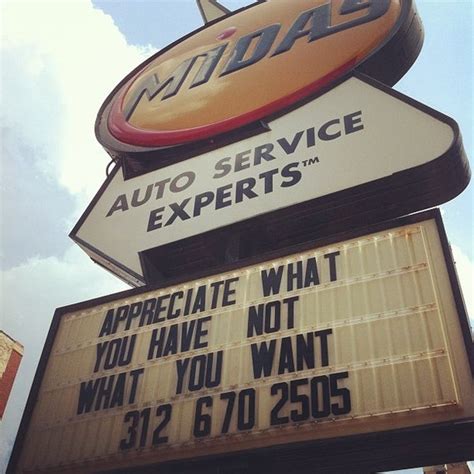 MIDAS
AUTO SERVICE
EXPERTS™
APPRECIATE WHAT
YOU HAVE NOT
WHAT YOU WANT
312 670 2505